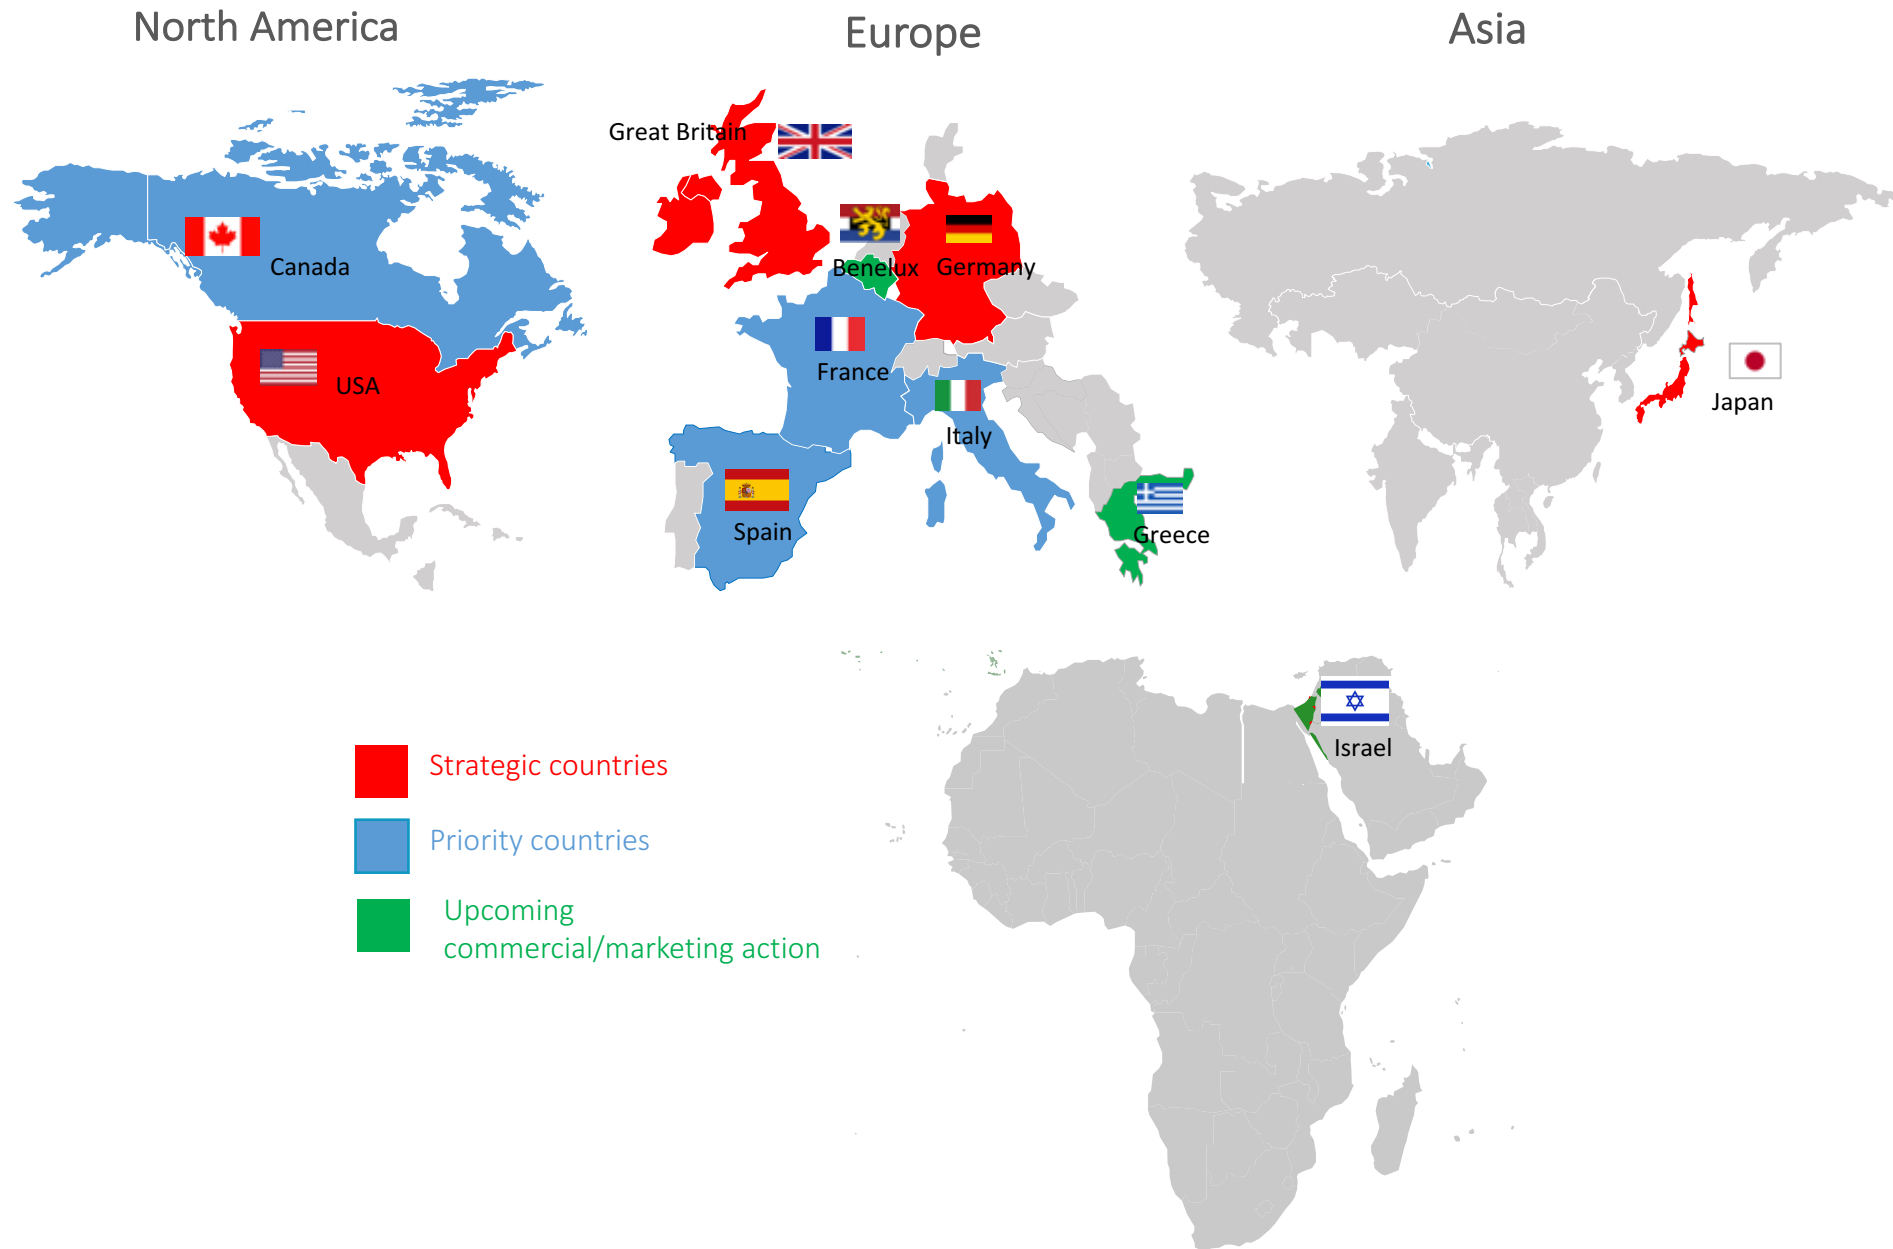 North America
Europe
Asia
Great Britain
Canada
Benelux
Germany
USA
France
Japan
Italy
Spain
Greece
Israel
Strategic countries
Priority countries
Upcoming
commercial/marketing action